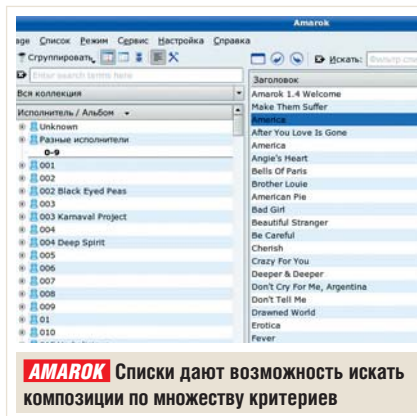 Amarok
age Список Режим Сервис Настройка Справка
Сгруппировать
Искать: Фильтр спи
Enter search terms here
Вся коллекция
Исполнитель / Альбом
Unknown
Разные исполнители
0-9
001
002
002 Black Eyed Peas
003
003 Karnaval Project
004
004 Deep Spirit
005
006
007
008
009
01
010
Заголовок
Amarok 1.4 Welcome
Make Them Suffer
America
After You Love Is Gone
America
Angie's Heart
Bells Of Paris
Brother Louie
American Pie
Bad Girl
Beautiful Stranger
Be Careful
Cherish
Crazy For You
Deeper & Deeper
Don't Cry For Me, Argentina
Don't Tell Me
Drawned World
Erotica
Fever
AMAROK Списки дают возможность искать
композиции по множеству критериев